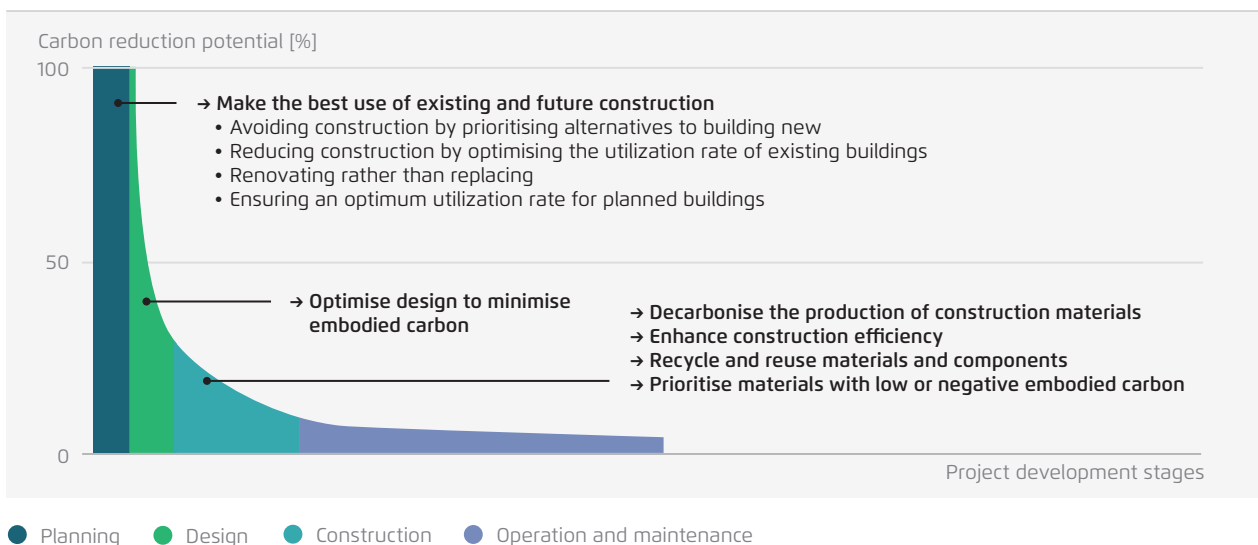 Carbon reduction potential [%]
100
→ Make the best use of existing and future construction
• Avoiding construction by prioritising alternatives to building new
• Reducing construction by optimising the utilization rate of existing buildings
• Renovating rather than replacing
• Ensuring an optimum utilization rate for planned buildings
50
→ Optimise design to minimise
embodied carbon
→ Decarbonise the production of construction materials
→ Enhance construction efficiency
→ Recycle and reuse materials and components
→ Prioritise materials with low or negative embodied carbon
0
Project development stages
Planning
Design
Construction
Operation and maintenance